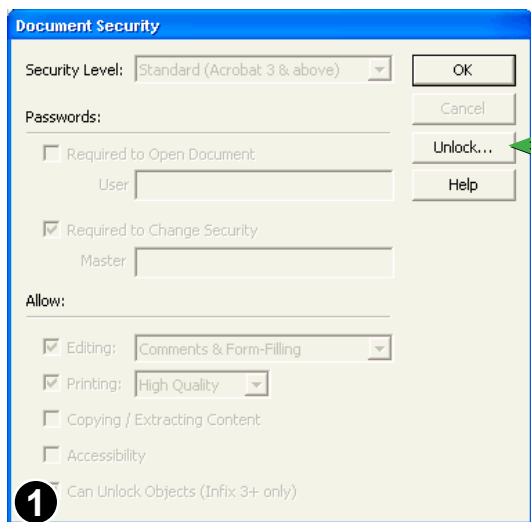 Document Security
Security Level: Standard (Acrobat 3 & above)
OK
Cancel
Passwords:
Unlock...
Required to Open Document
User
Help
Required to Change Security
Master
Allow:
Editing: Comments & Form-Filling
Printing: High Quality
Copying / Extracting Content
Accessibility
Can Unlock Objects (Infix 3+ only)
1